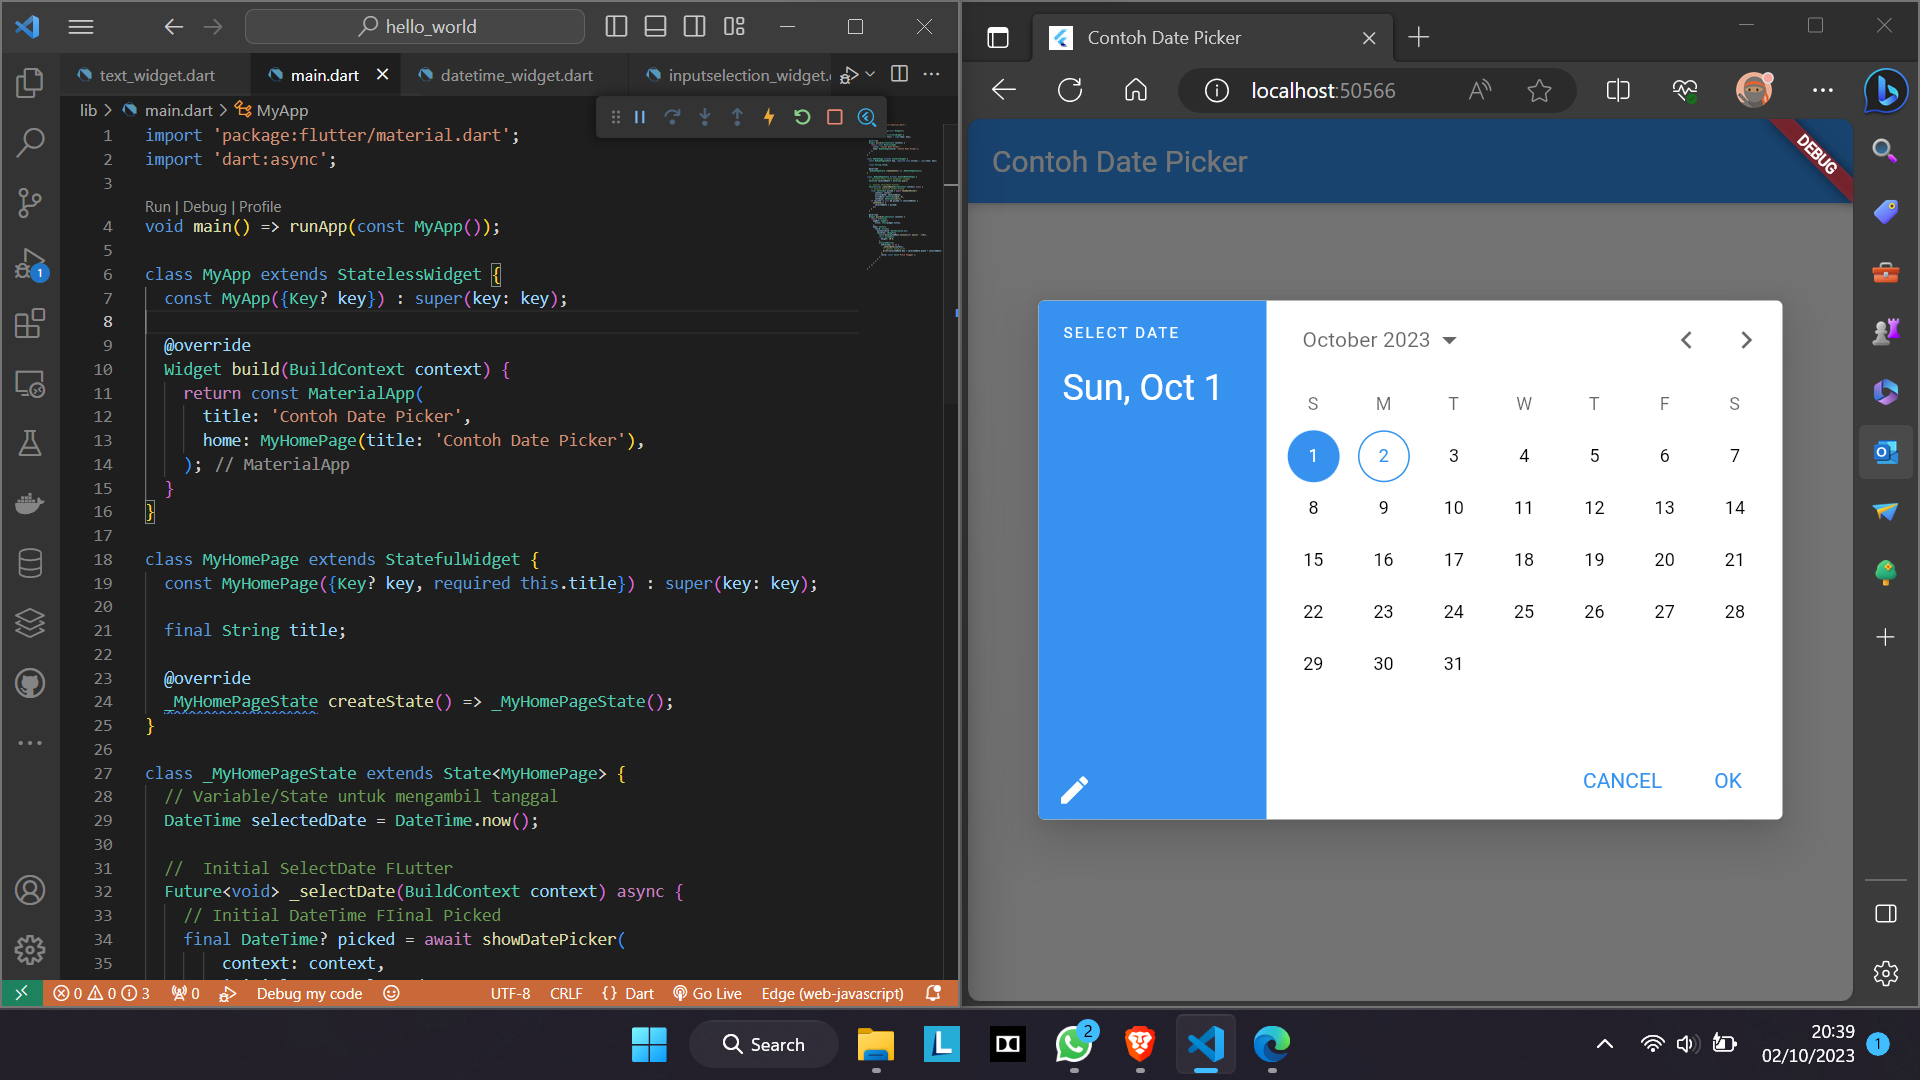 hello_world
text_widget.dart
main.dart
datetime_widget.dart
inputselection_widget.
lib > main.dart > MyApp
1 import 'package:flutter/material.dart';
2 import 'dart:async';
3
Run | Debug | Profile
4 void main() => runApp(const MyApp());
5
6 class MyApp extends StatelessWidget {
7 const MyApp({Key? key}) : super(key: key);
8
9 @override
10 Widget build(BuildContext context) {
11 return const MaterialApp(
12 title: 'Contoh Date Picker',
13 home: MyHomePage(title: 'Contoh Date Picker'),
14 ); // MaterialApp
15 }
16 }
17
18 class MyHomePage extends StatefulWidget {
19 const MyHomePage({Key? key, required this.title}) : super(key: key);
20
21 final String title;
22
23 @override
24 _MyHomePageState createState() => _MyHomePageState();
25 }
26
27 class _MyHomePageState extends State<MyHomePage> {
28 // Variable/State untuk mengambil tanggal
29 DateTime selectedDate = DateTime.now();
30
31 //  Initial SelectDate FLutter
32 Future<void> _selectDate(BuildContext context) async {
33 // Initial DateTime FIinal Picked
34 final DateTime? picked = await showDatePicker(
35 context: context,
1
0 0 3 0 Debug my code UTF-8 CRLF {} Dart Go Live Edge (web-javascript)
Contoh Date Picker
localhost:50566
Contoh Date Picker
DEBUG
SELECT DATE
Sun, Oct 1
October 2023
S M T W T F S
1 2 3 4 5 6 7
8 9 10 11 12 13 14
15 16 17 18 19 20 21
22 23 24 25 26 27 28
29 30 31
CANCEL OK
Search
2
20:39
02/10/2023
1